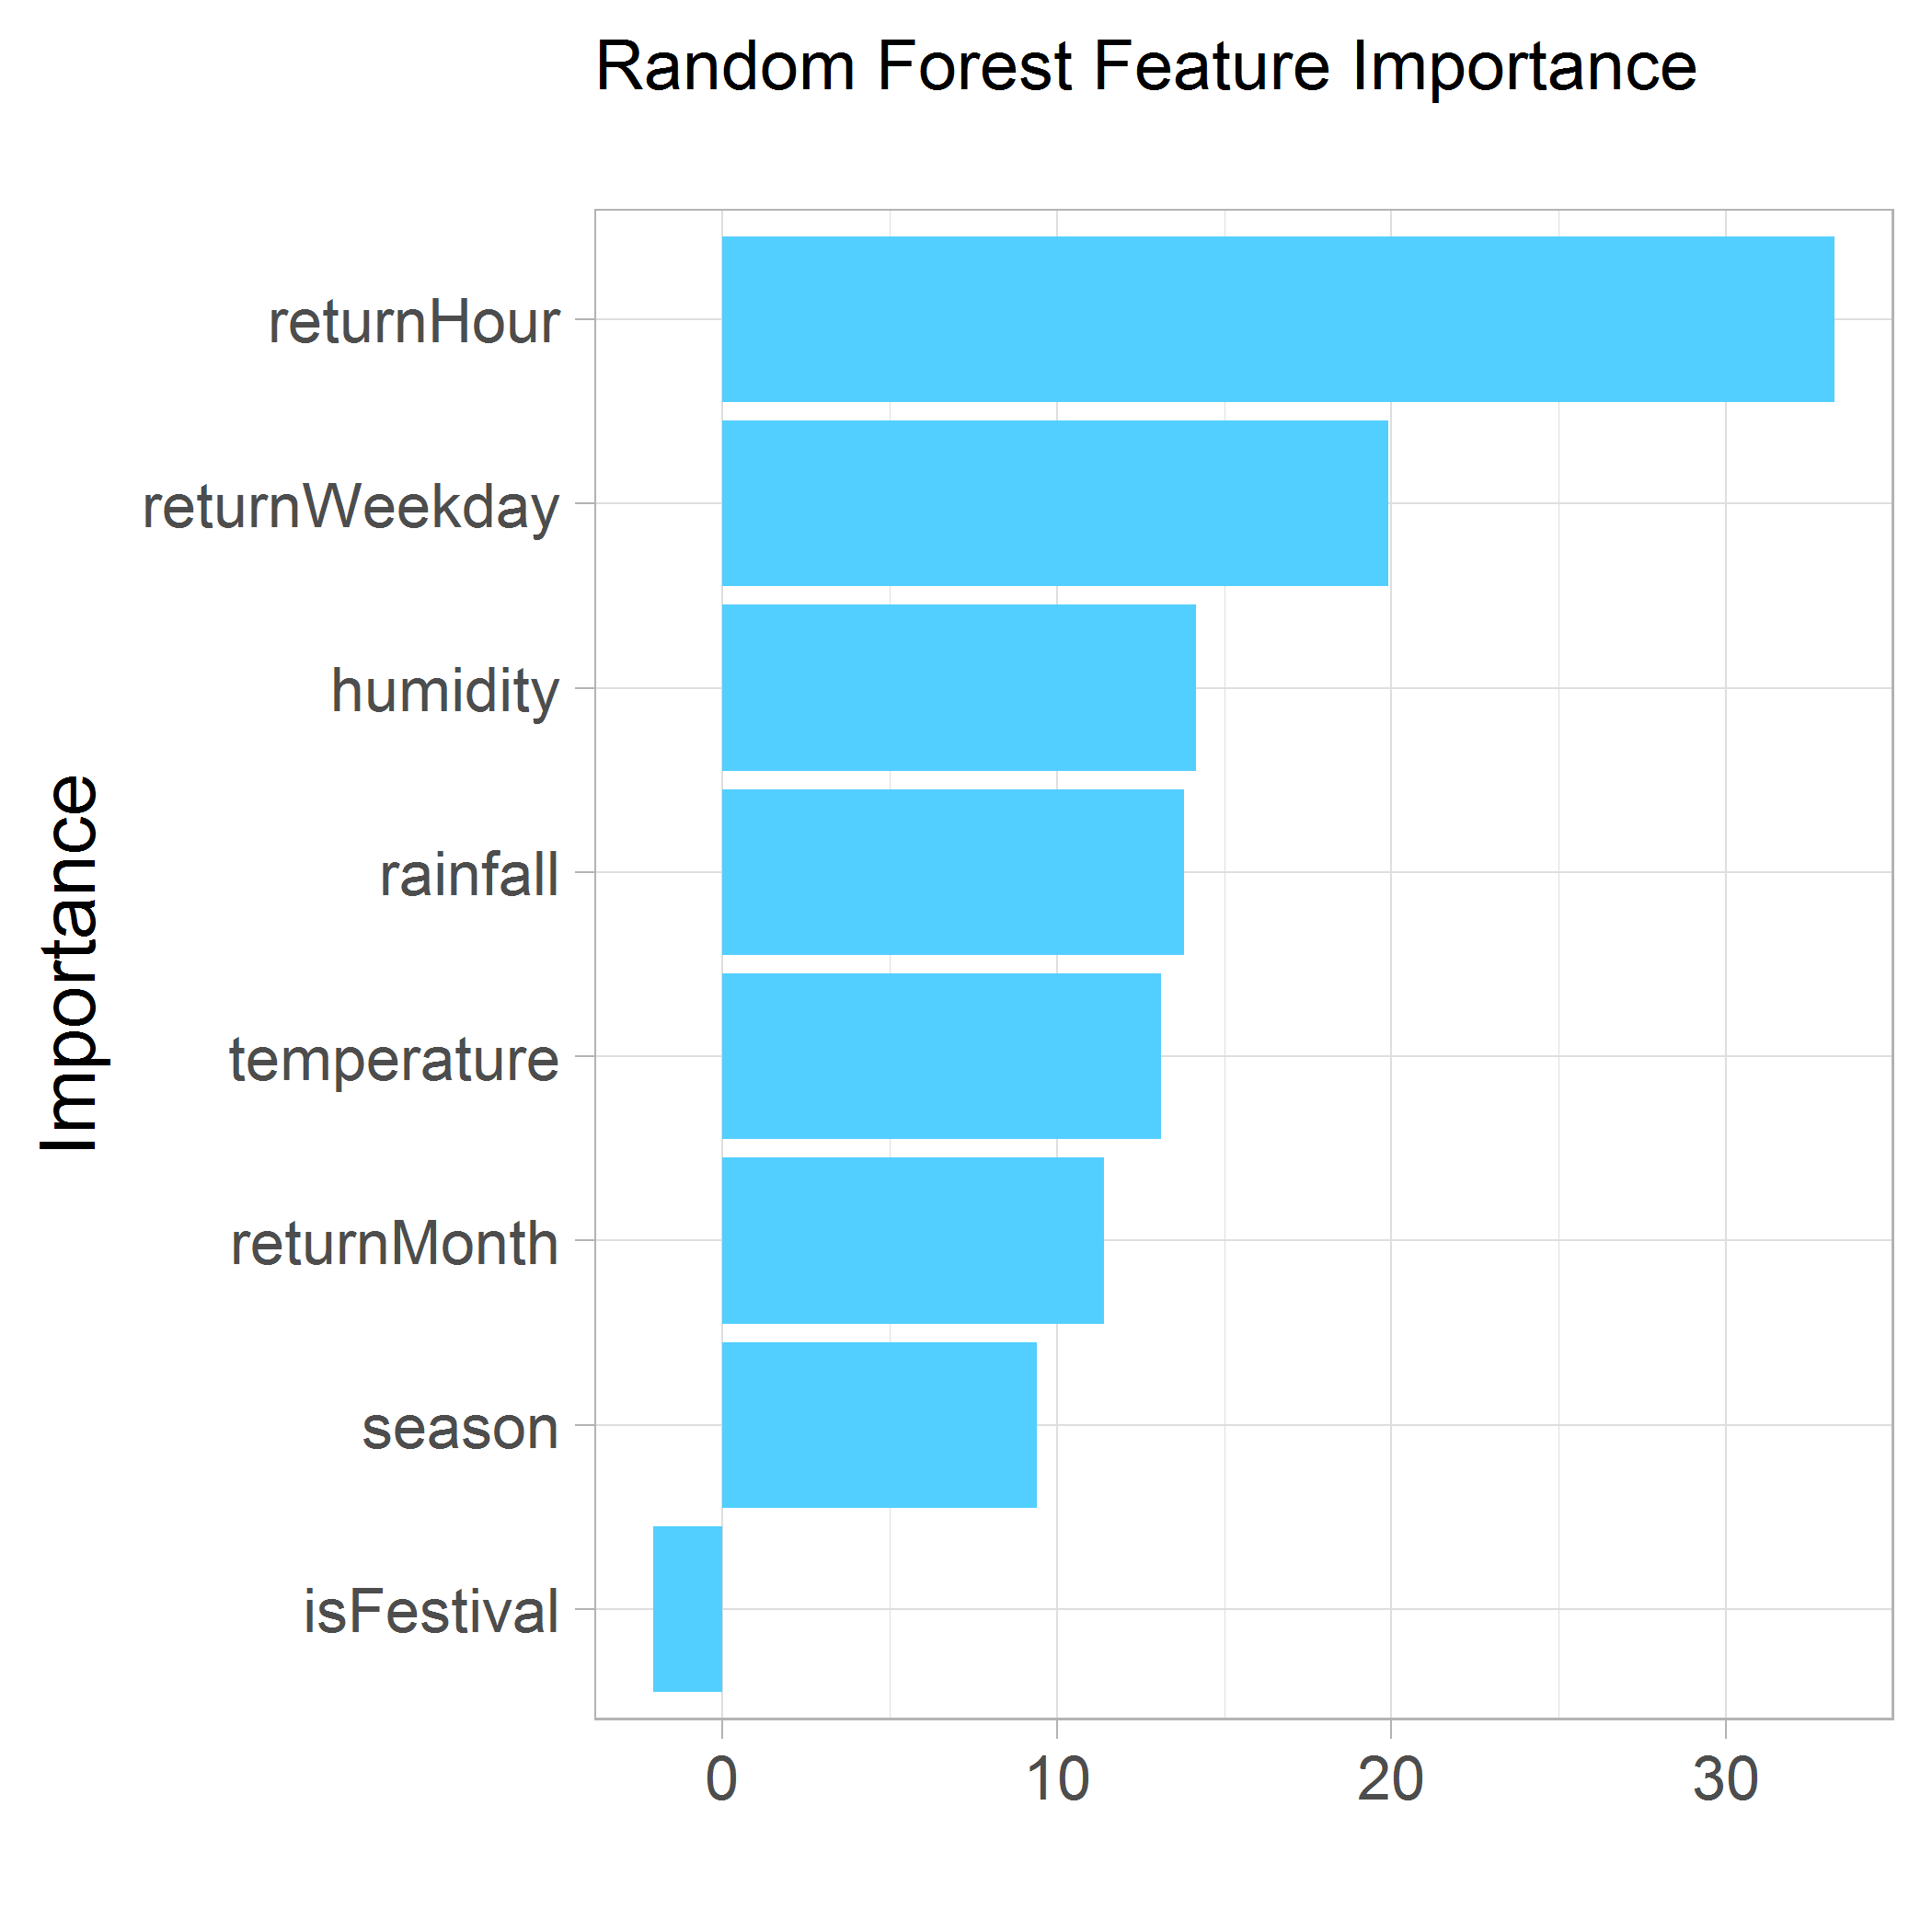 Random Forest Feature Importance
Importance
returnHour
returnWeekday
humidity
rainfall
temperature
returnMonth
season
isFestival
0 10 20 30